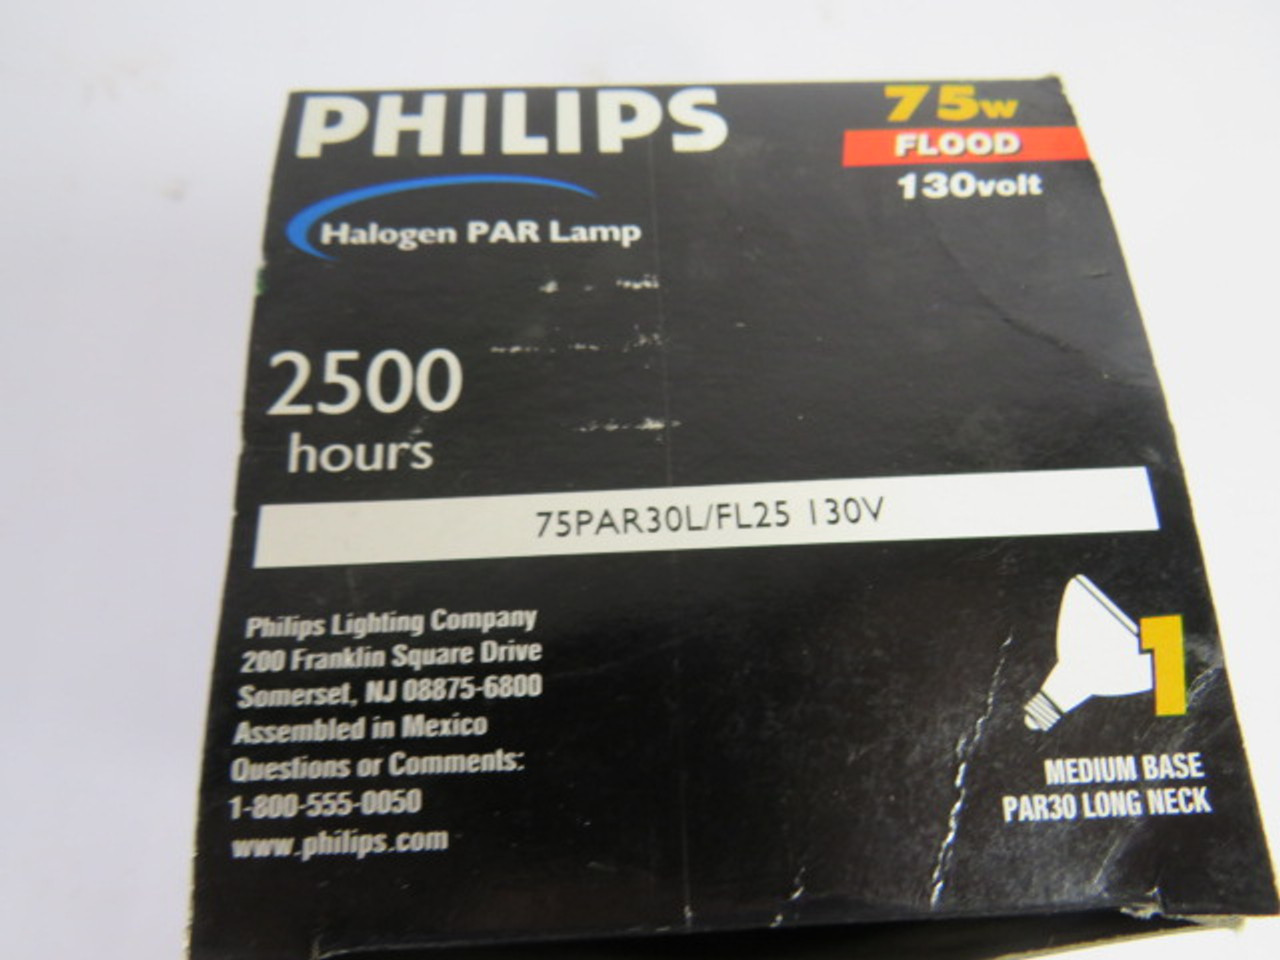 PHILIPS
75w
FLOOD
130volt
Halogen PAR Lamp
2500
hours
75PAR30L/FL25 130V
Philips Lighting Company
200 Franklin Square Drive
Somerset, NJ 08875-6800
Assembled in Mexico
Questions or Comments:
1-800-555-0050
www.philips.com
1
MEDIUM BASE
PAR30 LONG NECK